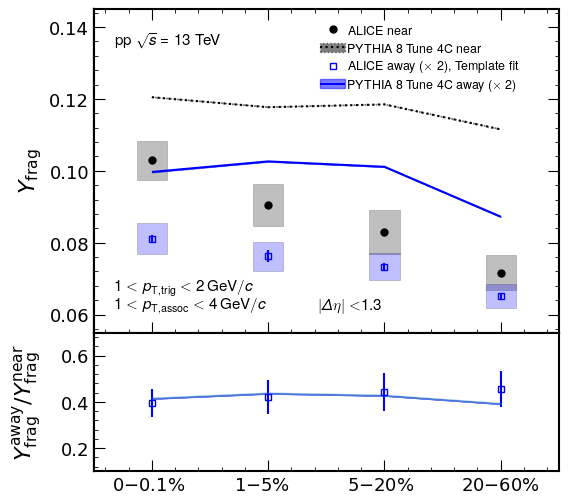 0.14
0.12
0.10
0.08
0.06
Y_frag
pp √s = 13 TeV
ALICE near
PYTHIA 8 Tune 4C near
ALICE away (× 2), Template fit
PYTHIA 8 Tune 4C away (× 2)
1 < p_T,trig < 2 GeV/c
1 < p_T,assoc < 4 GeV/c |Δη| <1.3
0.6
0.4
0.2
Y_frag^away/Y_frag^near
0−0.1% 1−5% 5−20% 20−60%